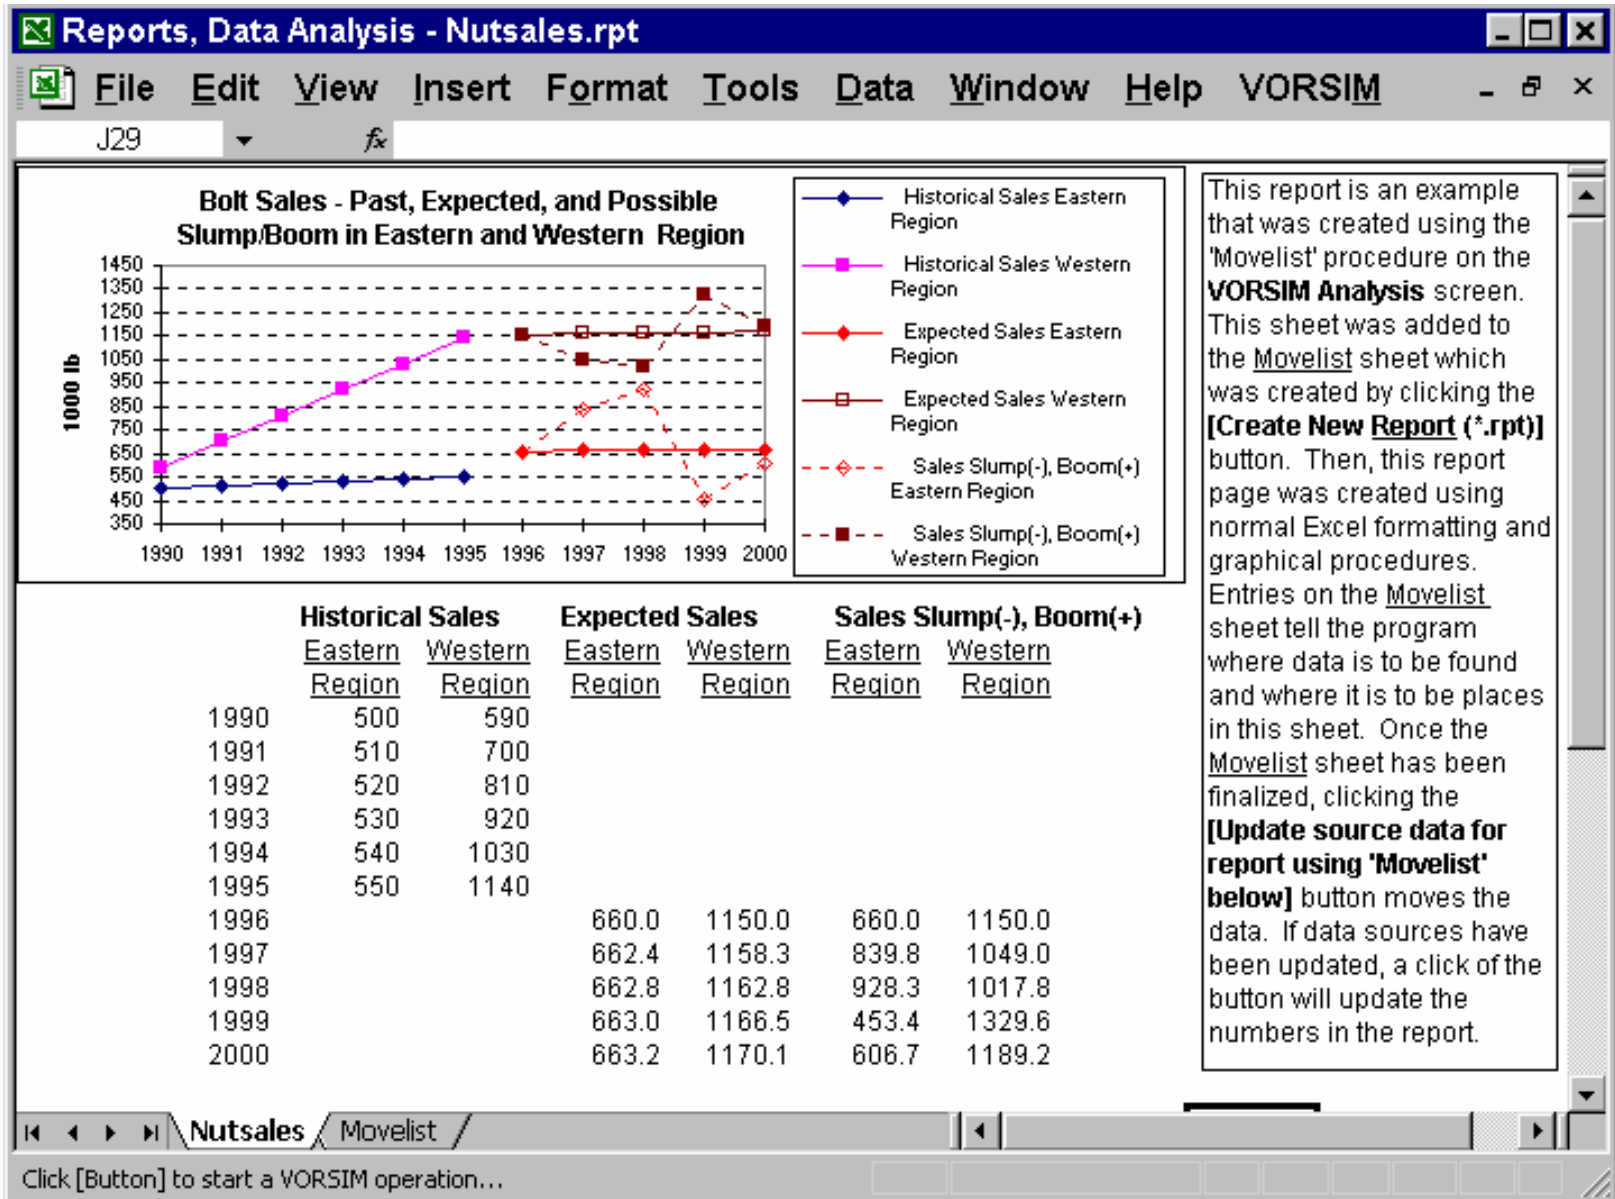 Reports, Data Analysis - Nutsales.rpt
File Edit View Insert Format Tools Data Window Help VORSIM
J29 fx
Bolt Sales - Past, Expected, and Possible
Slump/Boom in Eastern and Western Region
1450
1350
1250
1150
1050
950
850
750
650
550
450
350
1000 lb
1990 1991 1992 1993 1994 1995 1996 1997 1998 1999 2000
Historical Sales Eastern
Region
Historical Sales Western
Region
Expected Sales Eastern
Region
Expected Sales Western
Region
Sales Slump(-), Boom(+)
Eastern Region
Sales Slump(-), Boom(+)
Western Region
Historical Sales Expected Sales Sales Slump(-), Boom(+)
Eastern Western Eastern Western Eastern Western
Region Region Region Region Region Region
1990 500 590
1991 510 700
1992 520 810
1993 530 920
1994 540 1030
1995 550 1140
1996 660.0 1150.0 660.0 1150.0
1997 662.4 1158.3 839.8 1049.0
1998 662.8 1162.8 928.3 1017.8
1999 663.0 1166.5 453.4 1329.6
2000 663.2 1170.1 606.7 1189.2
This report is an example
that was created using the
'Movelist' procedure on the
VORSIM Analysis screen.
This sheet was added to
the Movelist sheet which
was created by clicking the
[Create New Report (*.rpt)]
button. Then, this report
page was created using
normal Excel formatting and
graphical procedures.
Entries on the Movelist
sheet tell the program
where data is to be found
and where it is to be places
in this sheet. Once the
Movelist sheet has been
finalized, clicking the
[Update source data for
report using 'Movelist'
below] button moves the
data. If data sources have
been updated, a click of the
button will update the
numbers in the report.
Nutsales Movelist
Click [Button] to start a VORSIM operation...